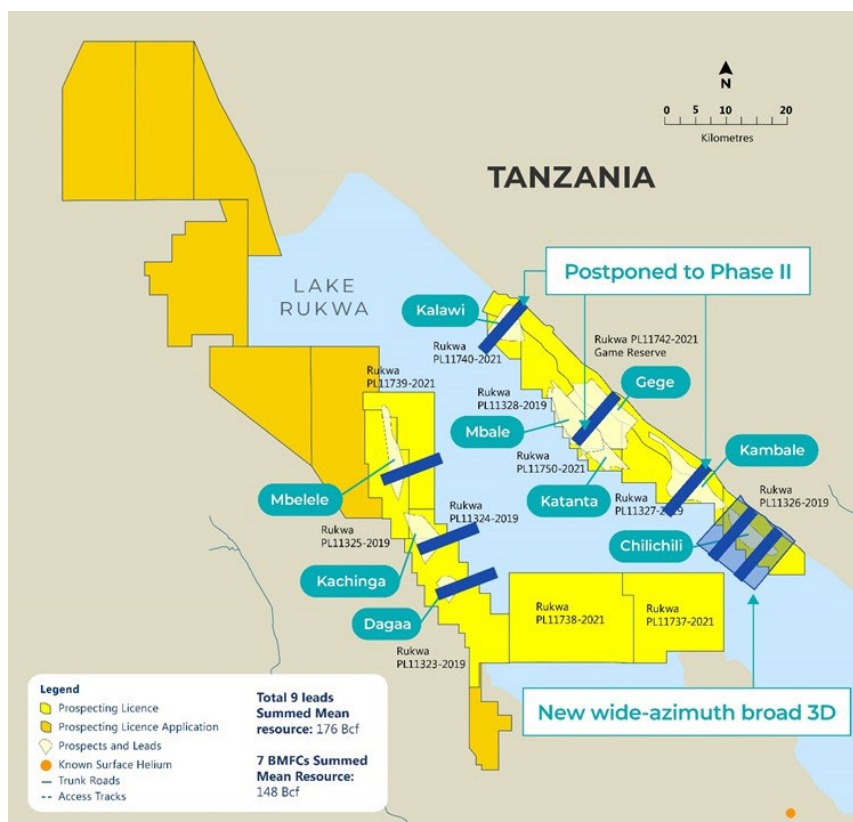 N
0 5 10 20
Kilometres
TANZANIA
LAKE
RUKWA
Postponed to Phase II
Kalawi
Rukwa
PL11740-2021
Rukwa PL11742-2021
Game Reserve
Rukwa
PL11739-2021
Gege
Rukwa
PL11328-2019
Mbale
Kambale
Rukwa
PL11750-2021
Mbelele
Katanta
Rukwa
PL11326-2019
Rukwa
PL11327-2019
Rukwa
PL11324-2019
Rukwa
PL11325-2019
Chilichili
Kachinga
Rukwa
PL11738-2021
Rukwa
PL11737-2021
Dagaa
Rukwa
PL11323-2019
New wide-azimuth broad 3D
Legend
Prospecting Licence
Prospecting Licence Application
Prospects and Leads
Known Surface Helium
Trunk Roads
Access Tracks
Total 9 leads
Summed Mean
resource: 176 Bcf
7 BMFCs Summed
Mean Resource:
148 Bcf